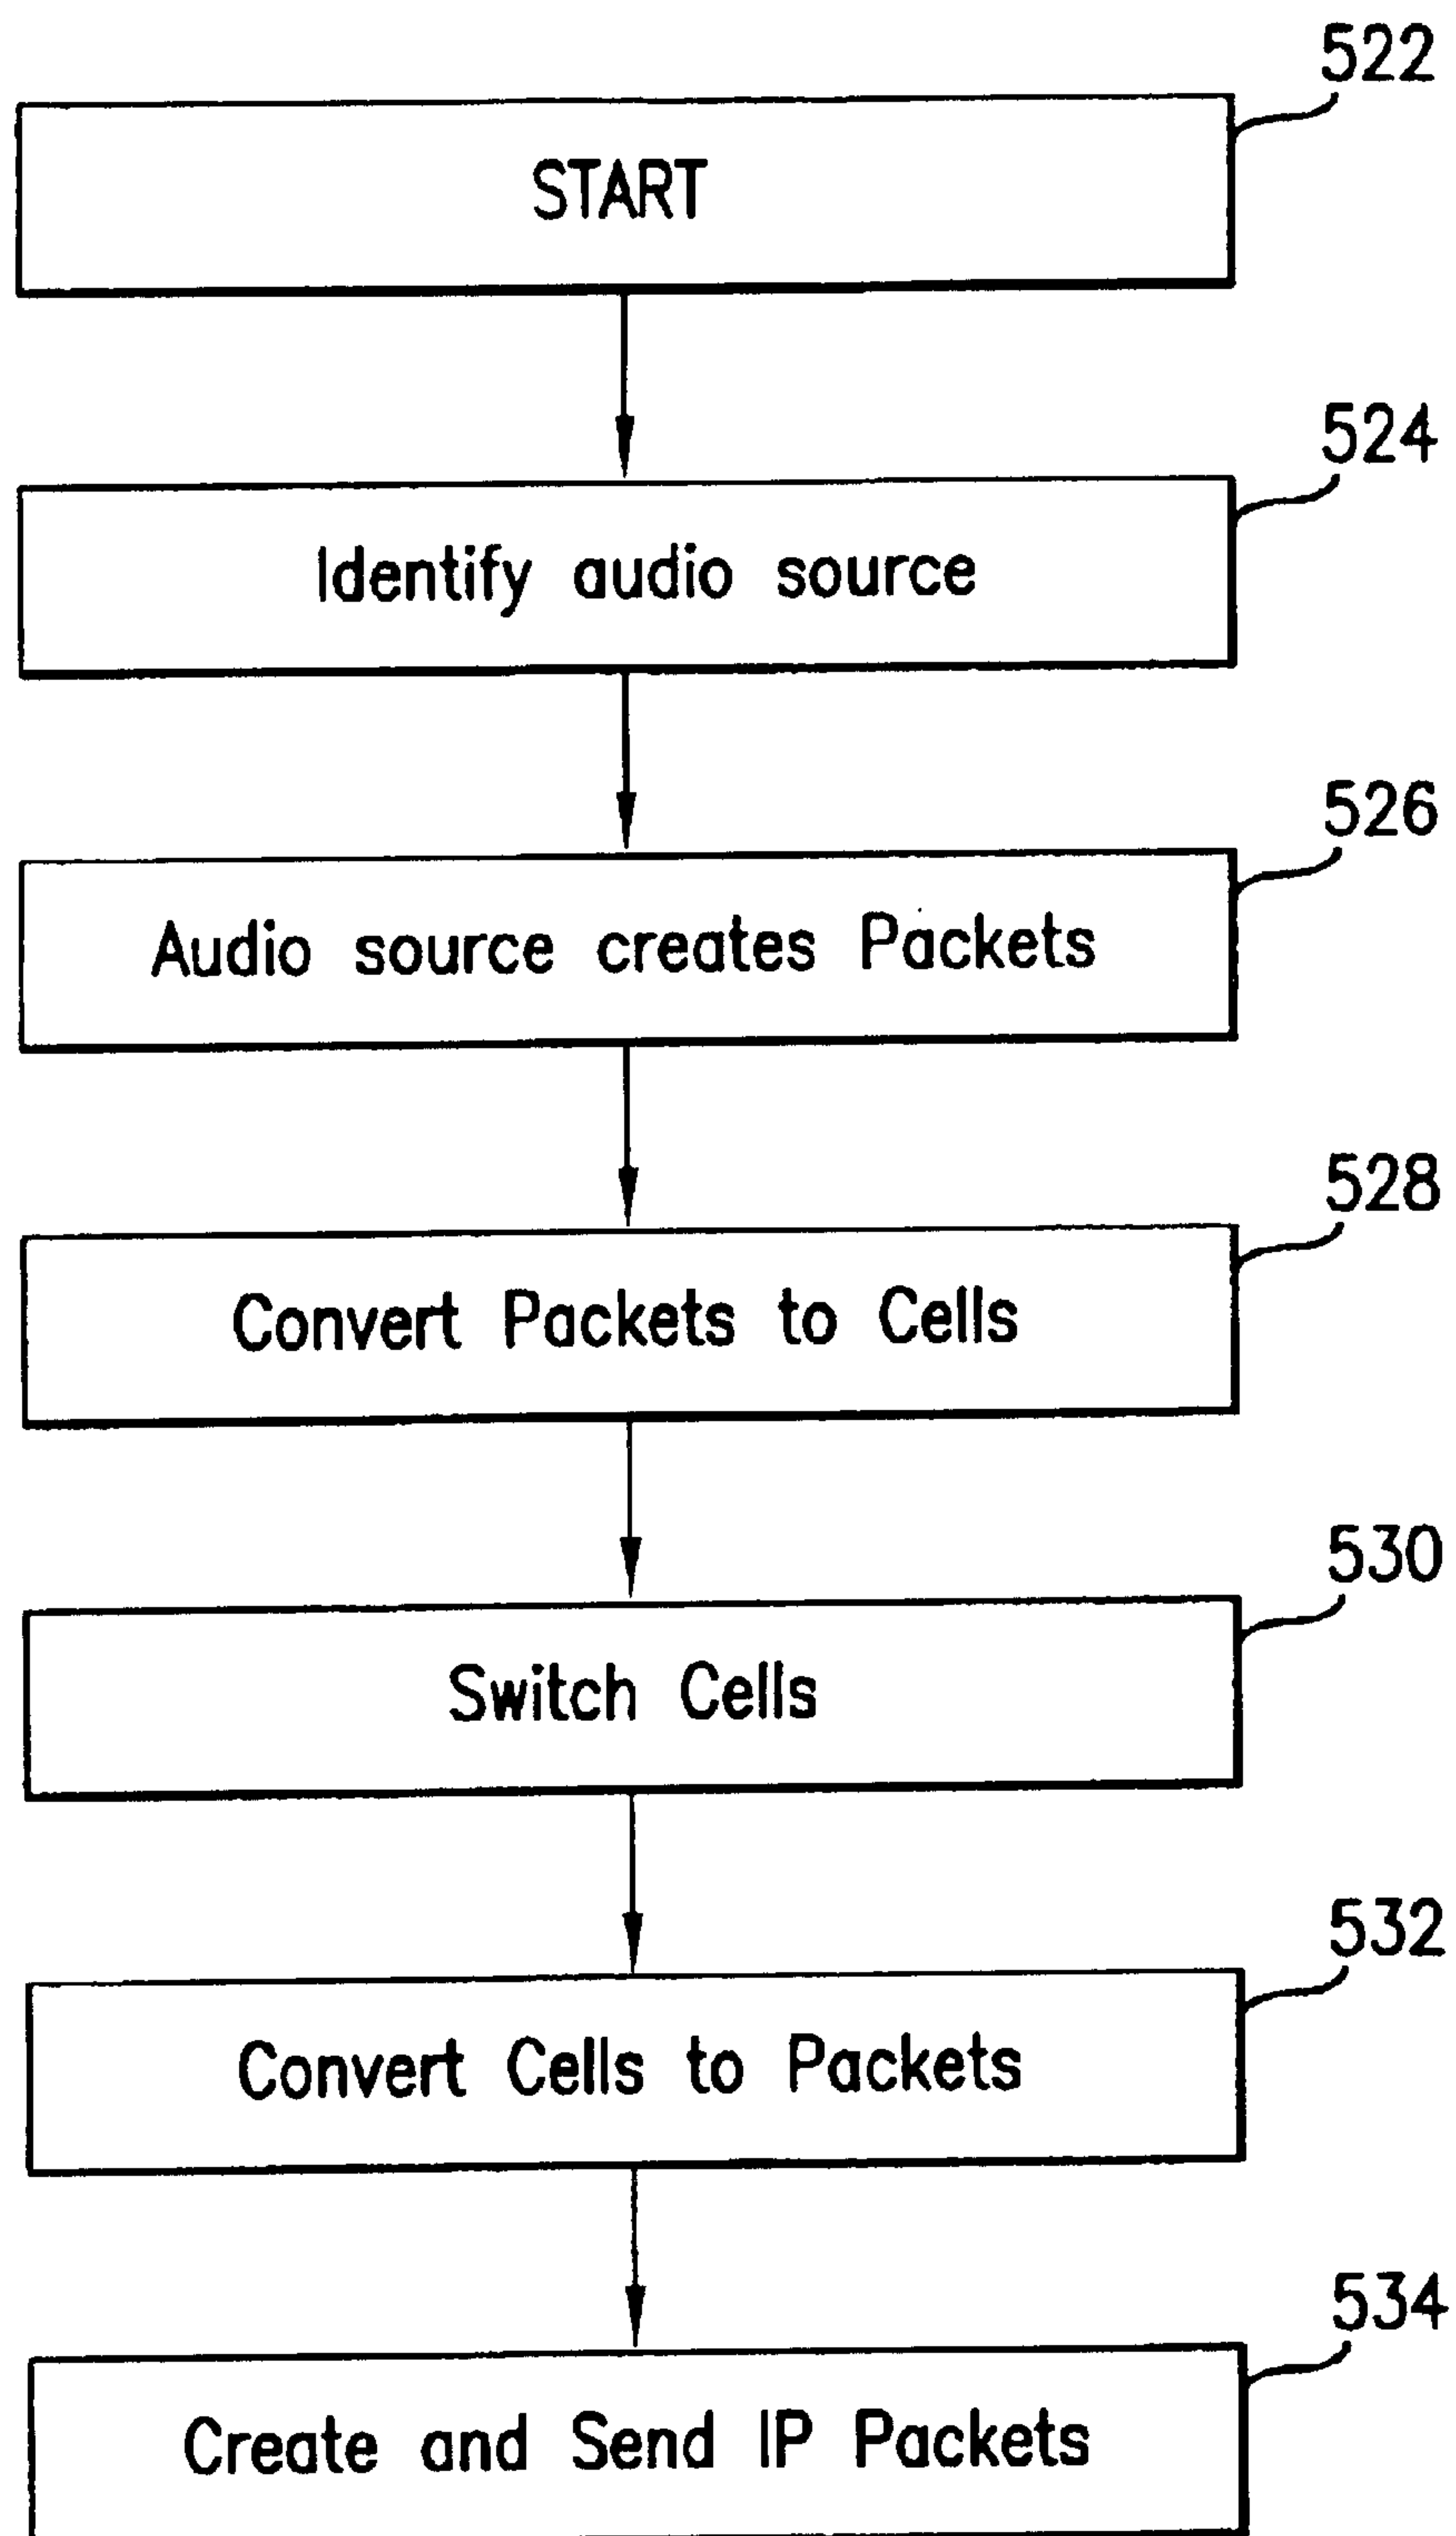 522
START
524
Identify audio source
526
Audio source creates Packets
528
Convert Packets to Cells
530
Switch Cells
532
Convert Cells to Packets
534
Create and Send IP Packets